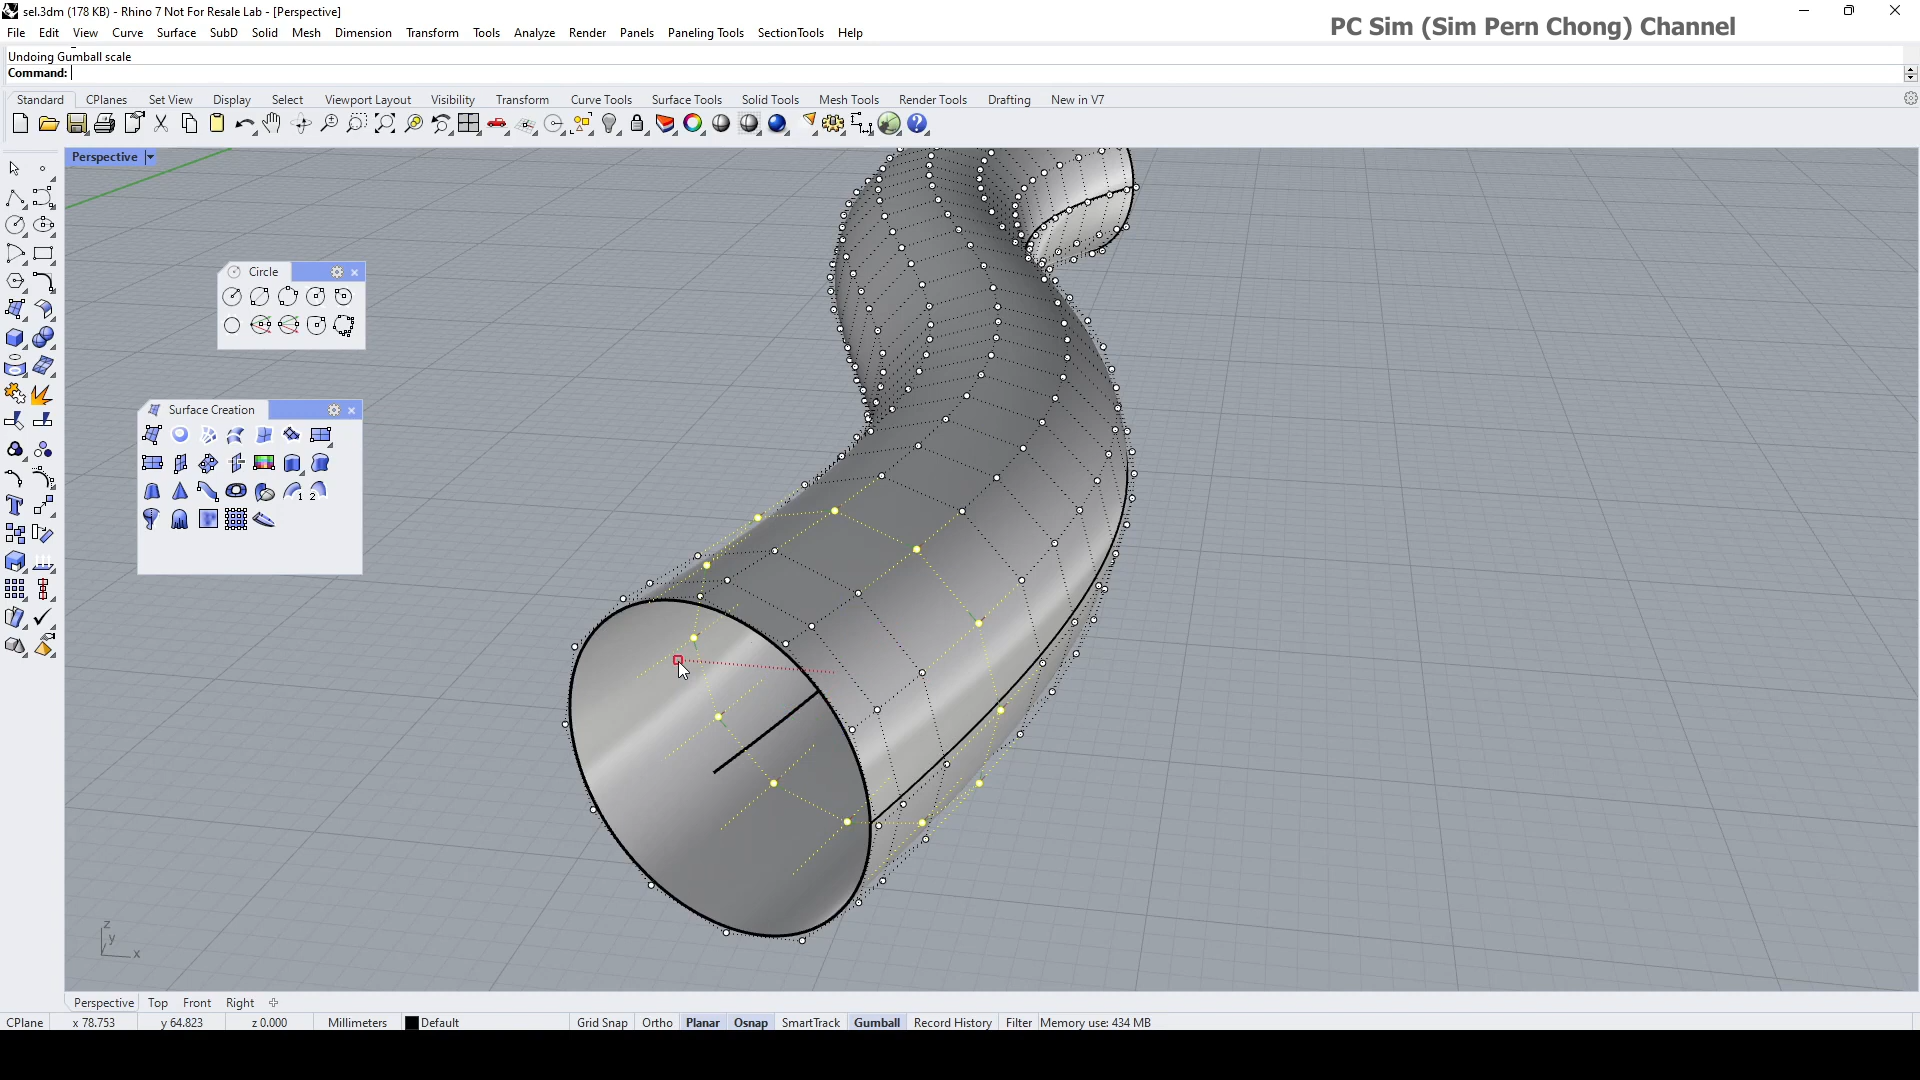 sel.3dm (178 KB) - Rhino 7 Not For Resale Lab - [Perspective]
PC Sim (Sim Pern Chong) Channel
File Edit View Curve Surface SubD Solid Mesh Dimension Transform Tools Analyze Render Panels Paneling Tools SectionTools Help
Undoing Gumball scale
Command:
Standard CPlanes Set View Display Select Viewport Layout Visibility Transform Curve Tools Surface Tools Solid Tools Mesh Tools Render Tools Drafting New in V7
Perspective
Circle
Surface Creation
1 2
z
y
x
Perspective Top Front Right
CPlane x 78.753 y 64.823 z 0.000 Millimeters Default Grid Snap Ortho Planar Osnap SmartTrack Gumball Record History Filter Memory use: 434 MB